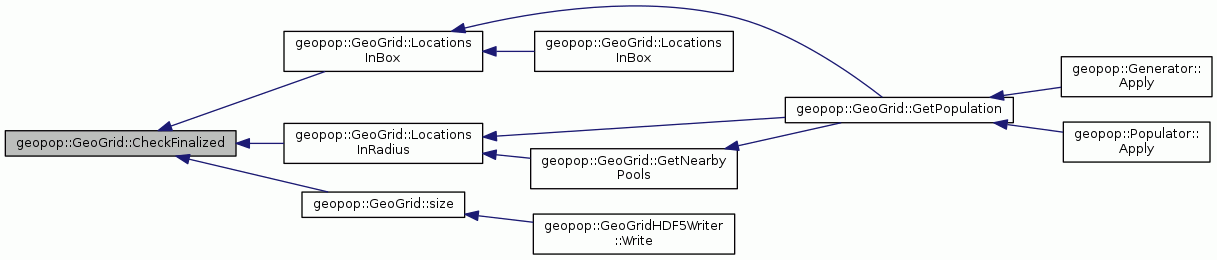 geopop::GeoGrid::CheckFinalized
geopop::GeoGrid::Locations
InBox
geopop::GeoGrid::Locations
InRadius
geopop::GeoGrid::size
geopop::GeoGrid::Locations
InBox
geopop::GeoGrid::GetNearby
Pools
geopop::GeoGridHDF5Writer
::Write
geopop::GeoGrid::GetPopulation
geopop::Generator::
Apply
geopop::Populator::
Apply